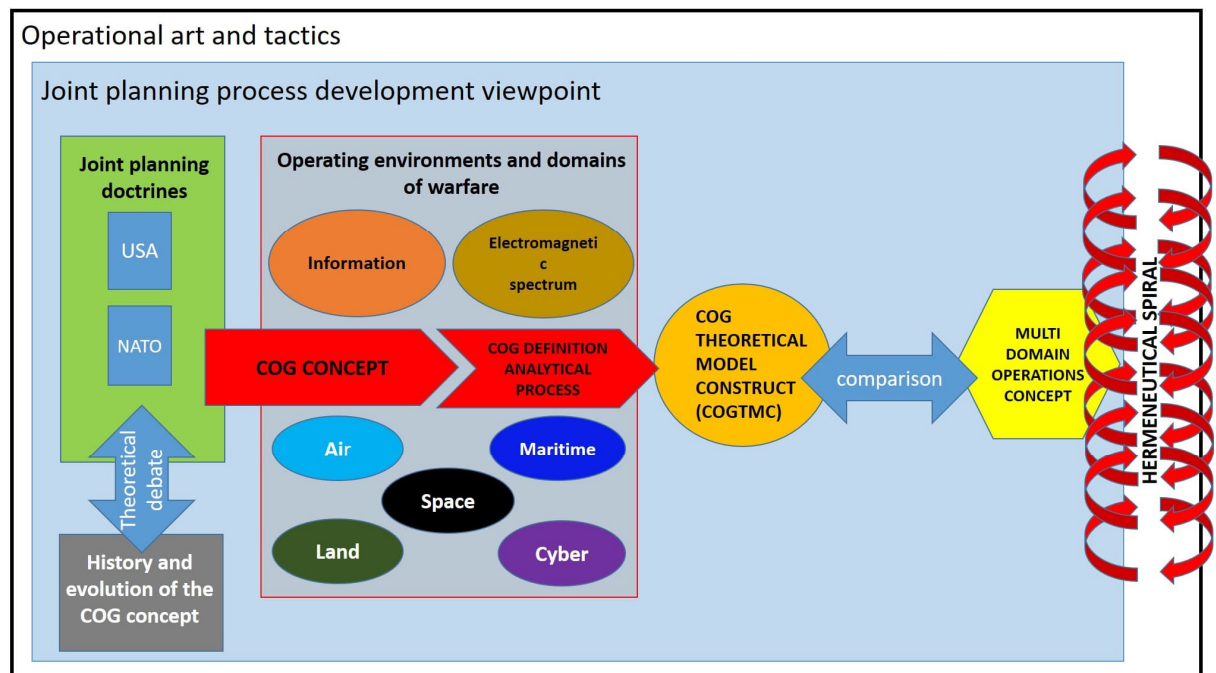 Operational art and tactics
Joint planning process development viewpoint
Joint planning
doctrines
USA
NATO
Theoretical
debate
History and
evolution of the
COG concept
Operating environments and domains
of warfare
Information
Electromagneti
c
spectrum
COG CONCEPT
COG DEFINITION
ANALYTICAL
PROCESS
Air
Maritime
Space
Land
Cyber
COG
THEORETICAL
MODEL
CONSTRUCT
(COGTMC)
comparison
MULTI
DOMAIN
OPERATIONS
CONCEPT
HERMENEUTICAL SPIRAL